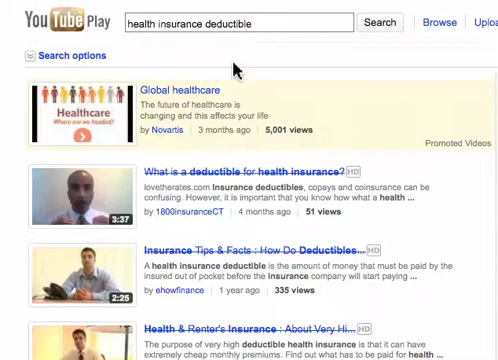 YouTube Play
health insurance deductible
Search
Browse
Uploa
Search options
Global healthcare
Healthcare
Where are we headed?
The future of healthcare is
changing and this affects your life
by Novartis 3 months ago 5,001 views
Promoted Videos
What is a deductible for health insurance? HD
lovetherates.com Insurance deductibles, copays and coinsurance can be
confusing. However, it is important that you know how what a health ...
by 1800insuranceCT 4 months ago 51 views
3:37
Insurance Tips & Facts : How Do Deductibles... HD
A health insurance deductible is the amount of money that must be paid by the
insured out of pocket before the insurance company will start paying ...
by ehowfinance 1 year ago 335 views
2:25
Health & Renter's Insurance : About Very Hi... HD
The purpose of very high deductible health insurance is that it can have
extremely cheap monthly premiums. Find out what has to be paid for health ...